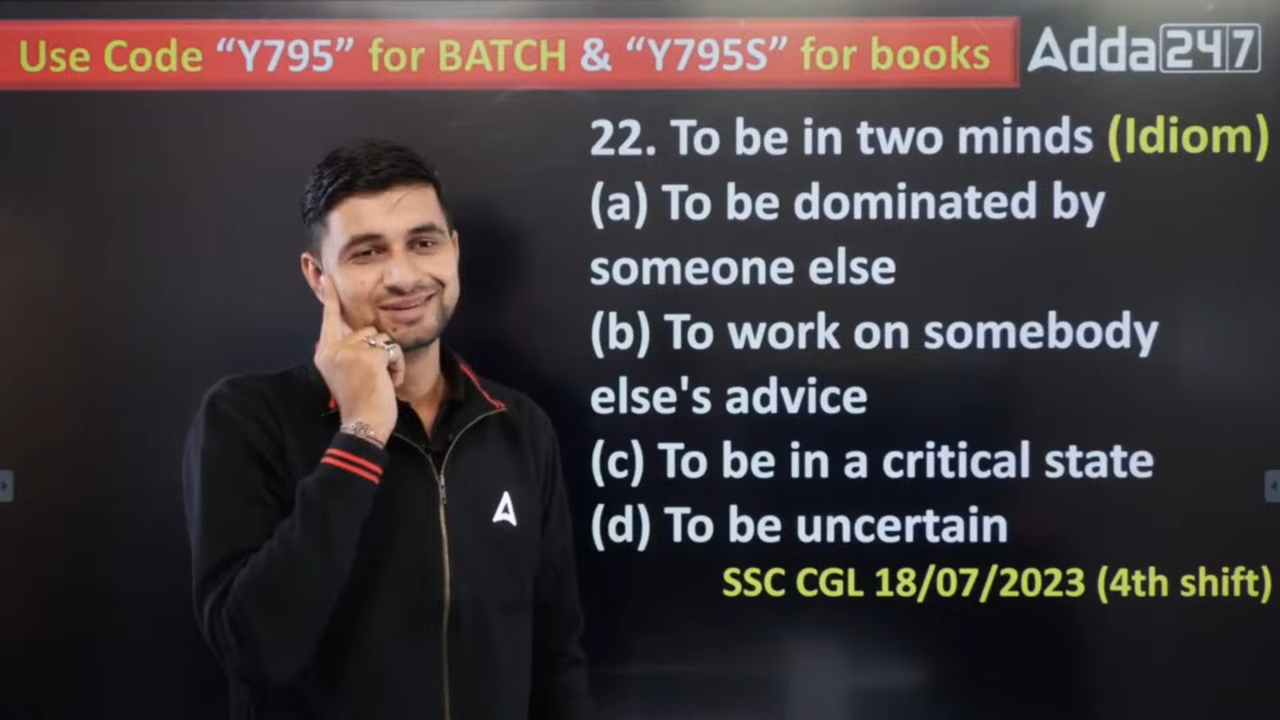 Use Code “Y795” for BATCH & “Y795S” for books
Adda247
22. To be in two minds (Idiom)
(a) To be dominated by
someone else
(b) To work on somebody
else's advice
(c) To be in a critical state
(d) To be uncertain
SSC CGL 18/07/2023 (4th shift)